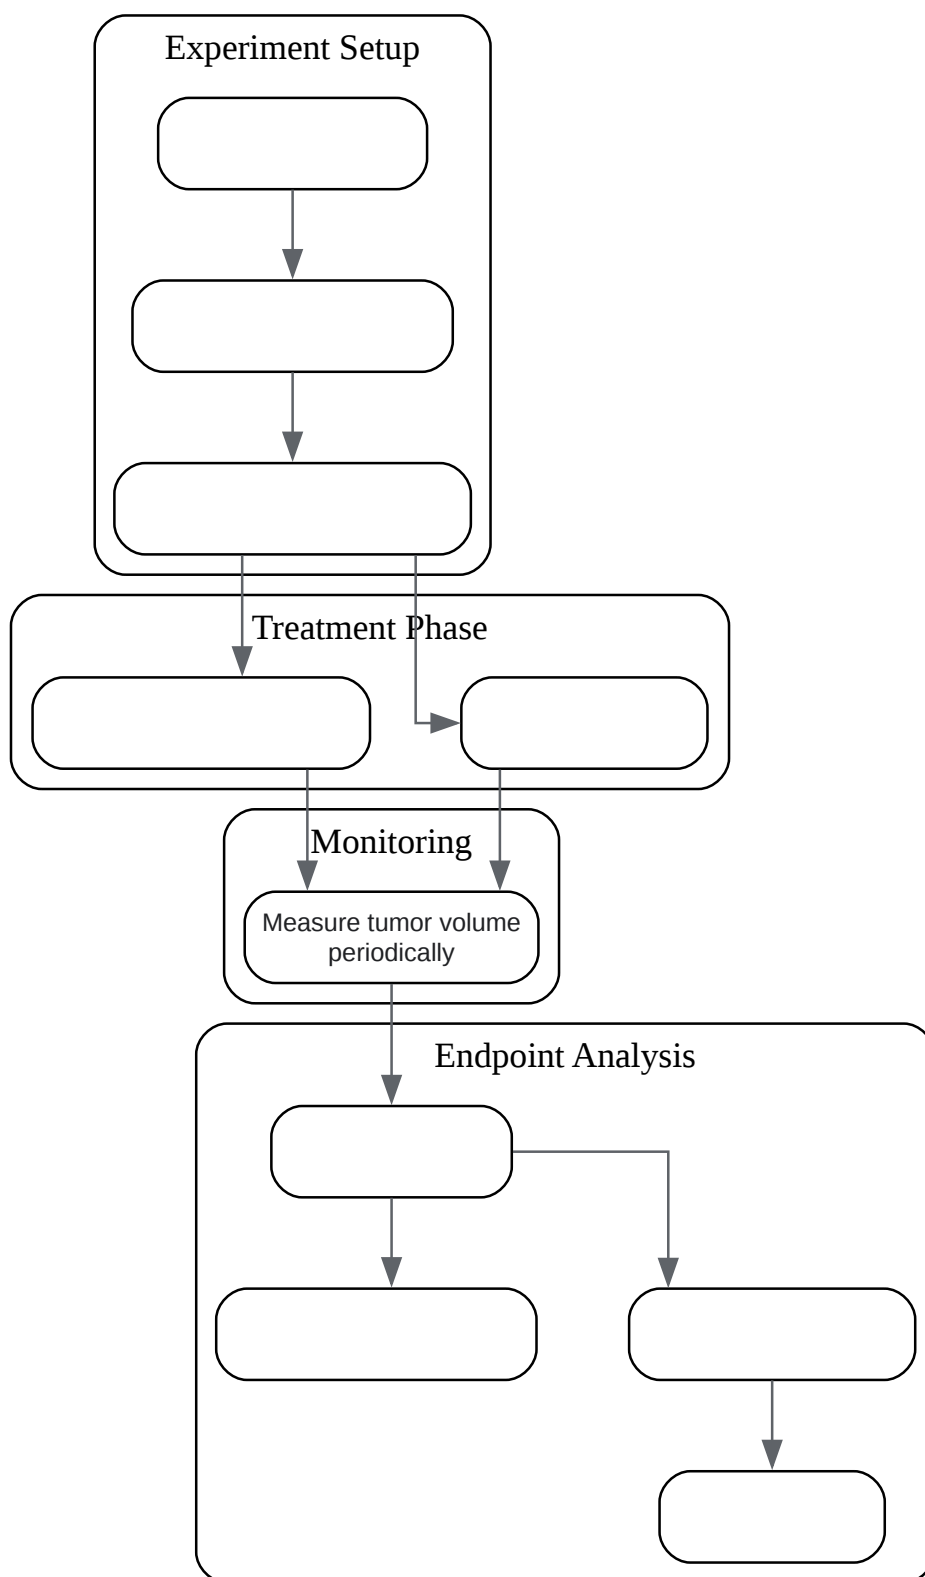 Experiment Setup
Treatment Phase
Monitoring
Measure tumor volume
periodically
Endpoint Analysis